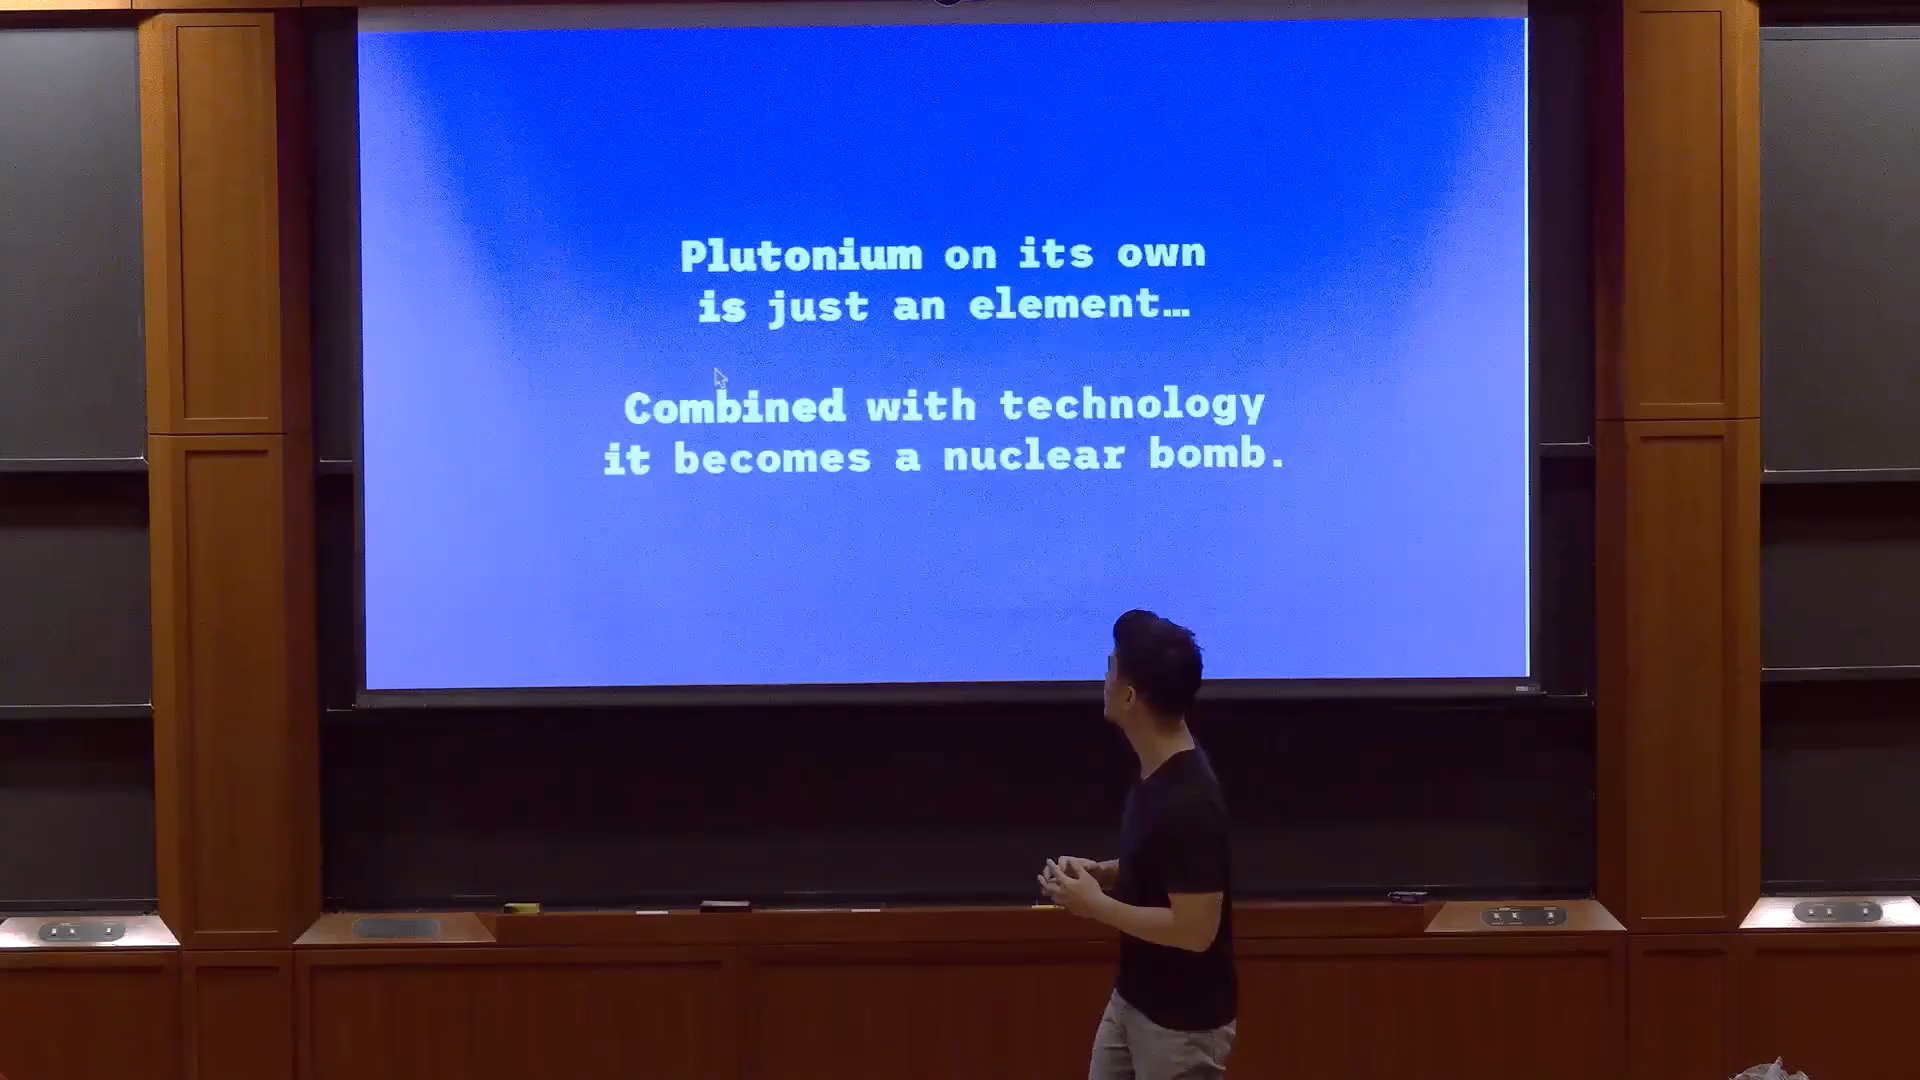 Plutonium on its own
is just an element…
Combined with technology
it becomes a nuclear bomb.